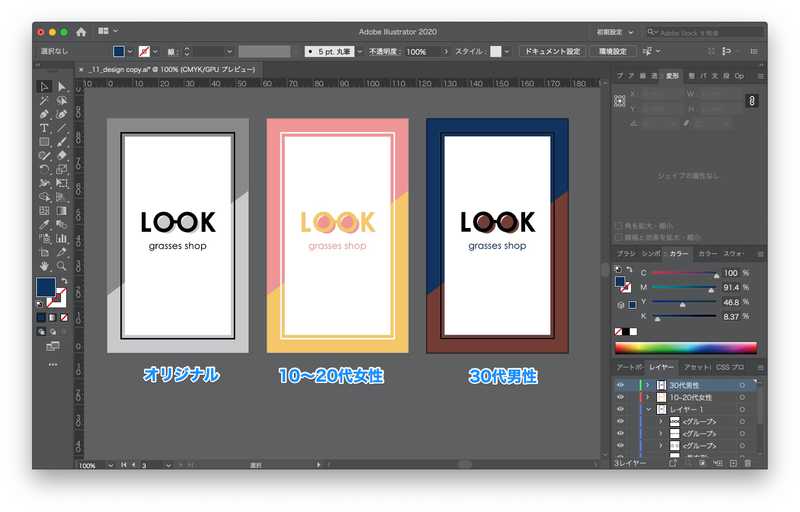 Adobe Illustrator 2020
初期設定
Adobe Stock を検索
選択なし
線：
5 pt. 丸筆
不透明度： 100%
スタイル：
ドキュメント設定
環境設定
× _11_design copy.ai* @ 100% (CMYK/GPU プレビュー)
変形
X：
W：
Y：
H：
シェイプの属性なし
角を拡大・縮小
線幅と効果を拡大・縮小
LOOK
grasses shop
LOOK
grasses shop
LOOK
grasses shop
オリジナル
10〜20代女性
30代男性
ブラシ シンボ カラー カラー スウォ
C 100 %
M 91.4 %
Y 46.8 %
K 8.37 %
アートボ レイヤー アセット CSS プロ
30代男性
10-20代女性
レイヤー 1
<グループ>
<グループ>
<グループ>
3レイヤー
100%
3
選択